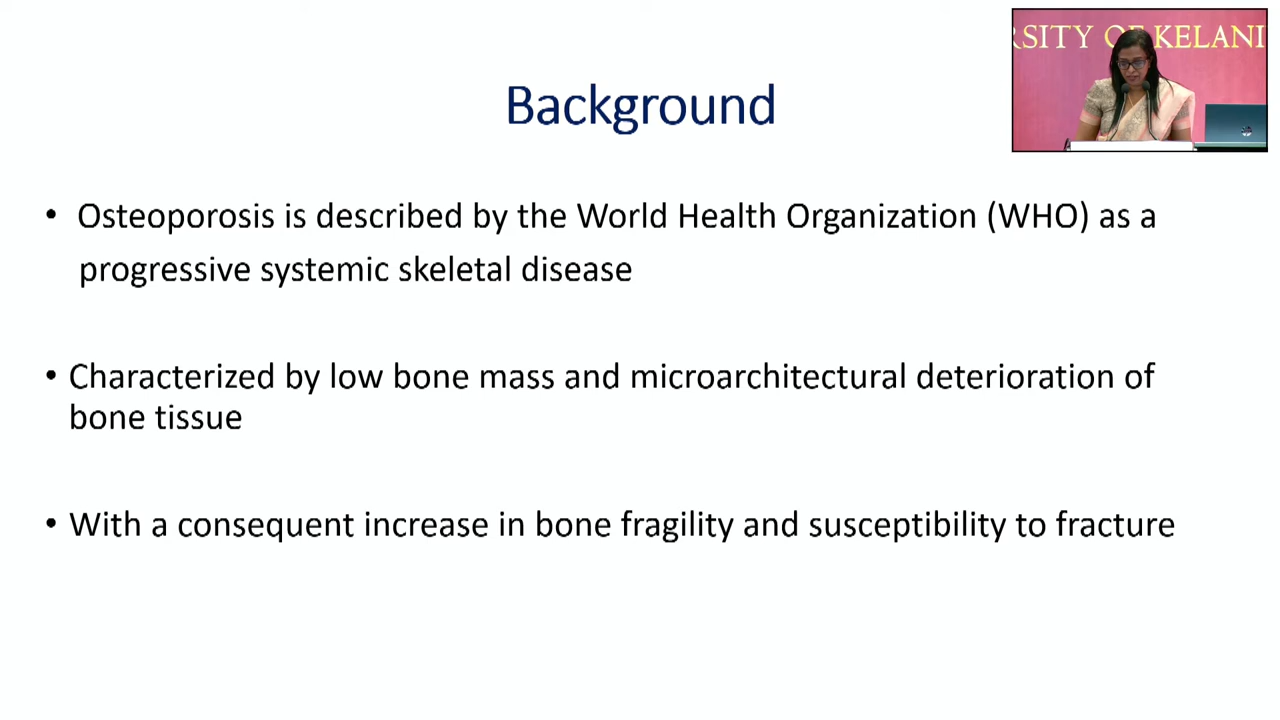 RSITY OF KELANI
Background
• Osteoporosis is described by the World Health Organization (WHO) as a
progressive systemic skeletal disease
• Characterized by low bone mass and microarchitectural deterioration of
bone tissue
• With a consequent increase in bone fragility and susceptibility to fracture